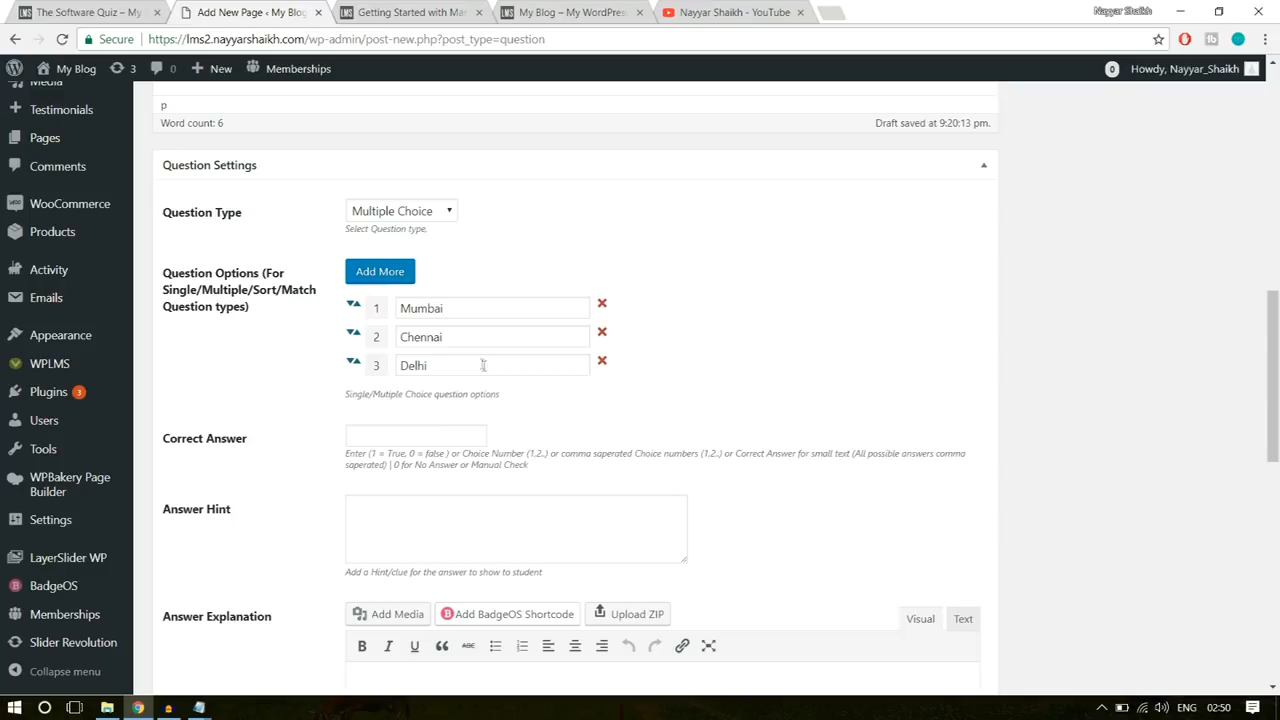 The Software Quiz – My
Add New Page ‹ My Blog
Getting Started with Ma
My Blog – My WordPress
Nayyar Shaikh - YouTube
Nayyar Shaikh
Secure
https://lms2.nayyarshaikh.com/wp-admin/post-new.php?post_type=question
My Blog
3
0
New
Memberships
0
Howdy, Nayyar_Shaikh
Media
Testimonials
Pages
Comments
WooCommerce
Products
Activity
Emails
Appearance
WPLMS
Plugins 3
Users
Tools
WPBakery Page
Builder
Settings
LayerSlider WP
BadgeOS
Memberships
Slider Revolution
Collapse menu
p
Word count: 6
Draft saved at 9:20:13 pm.
Question Settings
Question Type
Multiple Choice
Select Question type,
Question Options (For
Single/Multiple/Sort/Match
Question types)
Add More
1 Mumbai
2 Chennai
3 Delhi
Single/Mutiple Choice question options
Correct Answer
Enter (1 = True, 0 = false ) or Choice Number (1,2..) or comma saperated Choice numbers (1,2..) or Correct Answer for small text (All possible answers comma
saperated) | 0 for No Answer or Manual Check
Answer Hint
Add a Hint/clue for the answer to show to student
Answer Explanation
Add Media
Add BadgeOS Shortcode
Upload ZIP
Visual
Text
B I U ABC
ENG
02:50